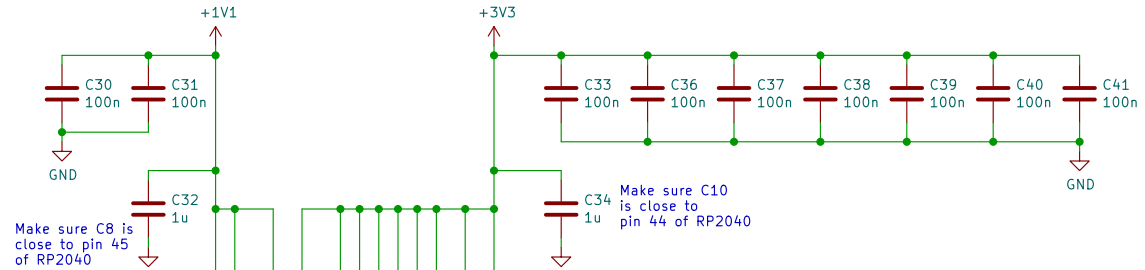 +1V1
+3V3
C30
100n
C31
100n
C33
100n
C36
100n
C37
100n
C38
100n
C39
100n
C40
100n
C41
100n
GND
GND
C32
1u
C34
1u
Make sure C10
is close to
pin 44 of RP2040
Make sure C8 is
close to pin 45
of RP2040